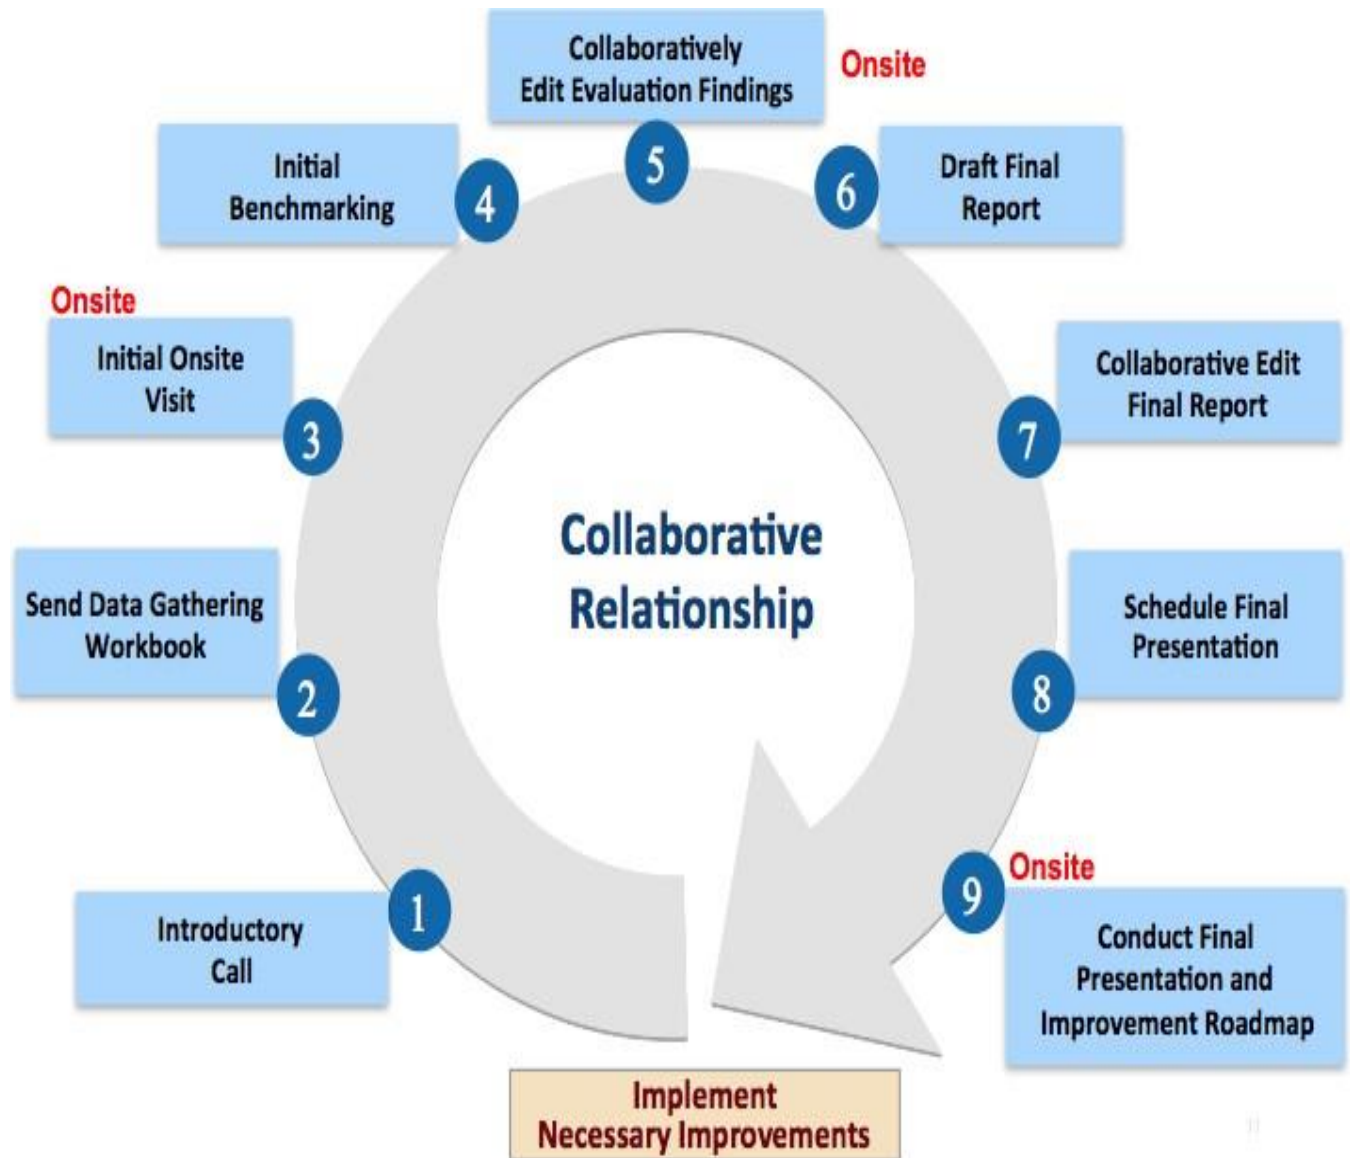 Collaboratively
Edit Evaluation Findings
Onsite
5
Initial
Benchmarking
4
6
Draft Final
Report
Onsite
Initial Onsite
Visit
3
Collaborative Edit
Final Report
7
Collaborative
Relationship
Send Data Gathering
Workbook
2
Schedule Final
Presentation
8
Introductory
Call
1
Onsite
9
Conduct Final
Presentation and
Improvement Roadmap
Implement
Necessary Improvements